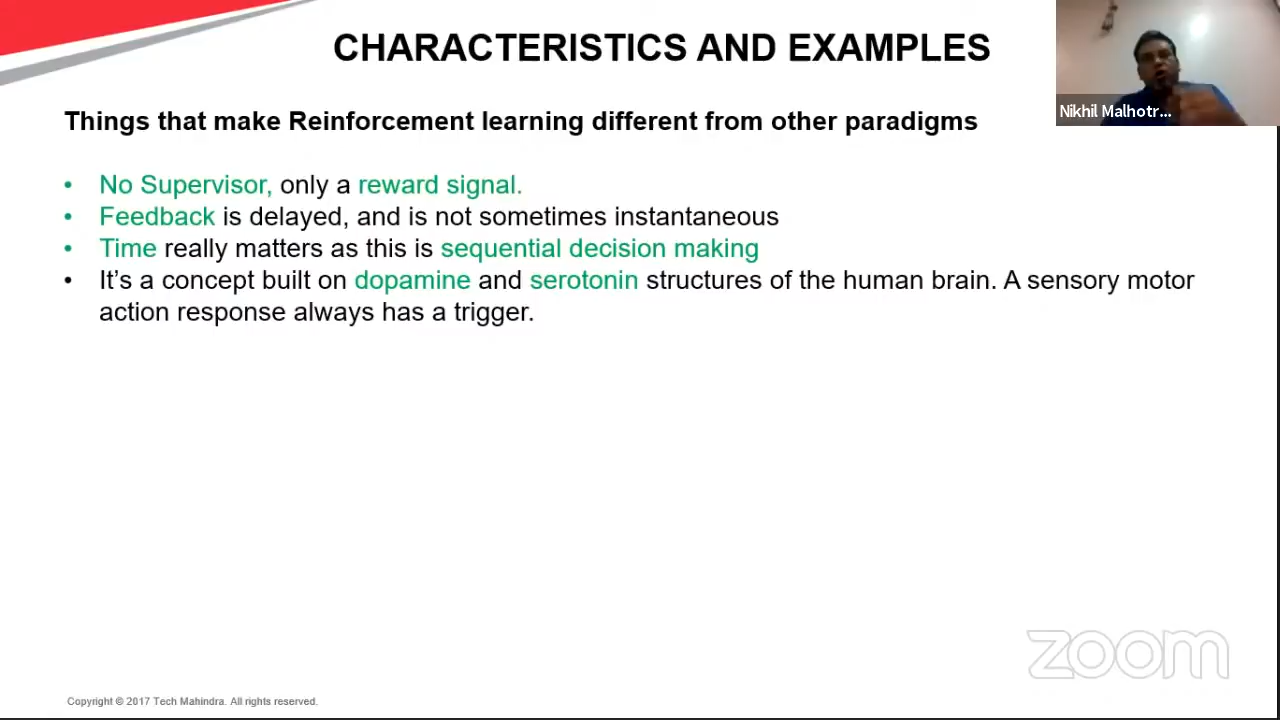 CHARACTERISTICS AND EXAMPLES
Nikhil Malhotr...
Things that make Reinforcement learning different from other paradigms
• No Supervisor, only a reward signal.
• Feedback is delayed, and is not sometimes instantaneous
• Time really matters as this is sequential decision making
• It’s a concept built on dopamine and serotonin structures of the human brain. A sensory motor
action response always has a trigger.
zoom
Copyright © 2017 Tech Mahindra. All rights reserved.